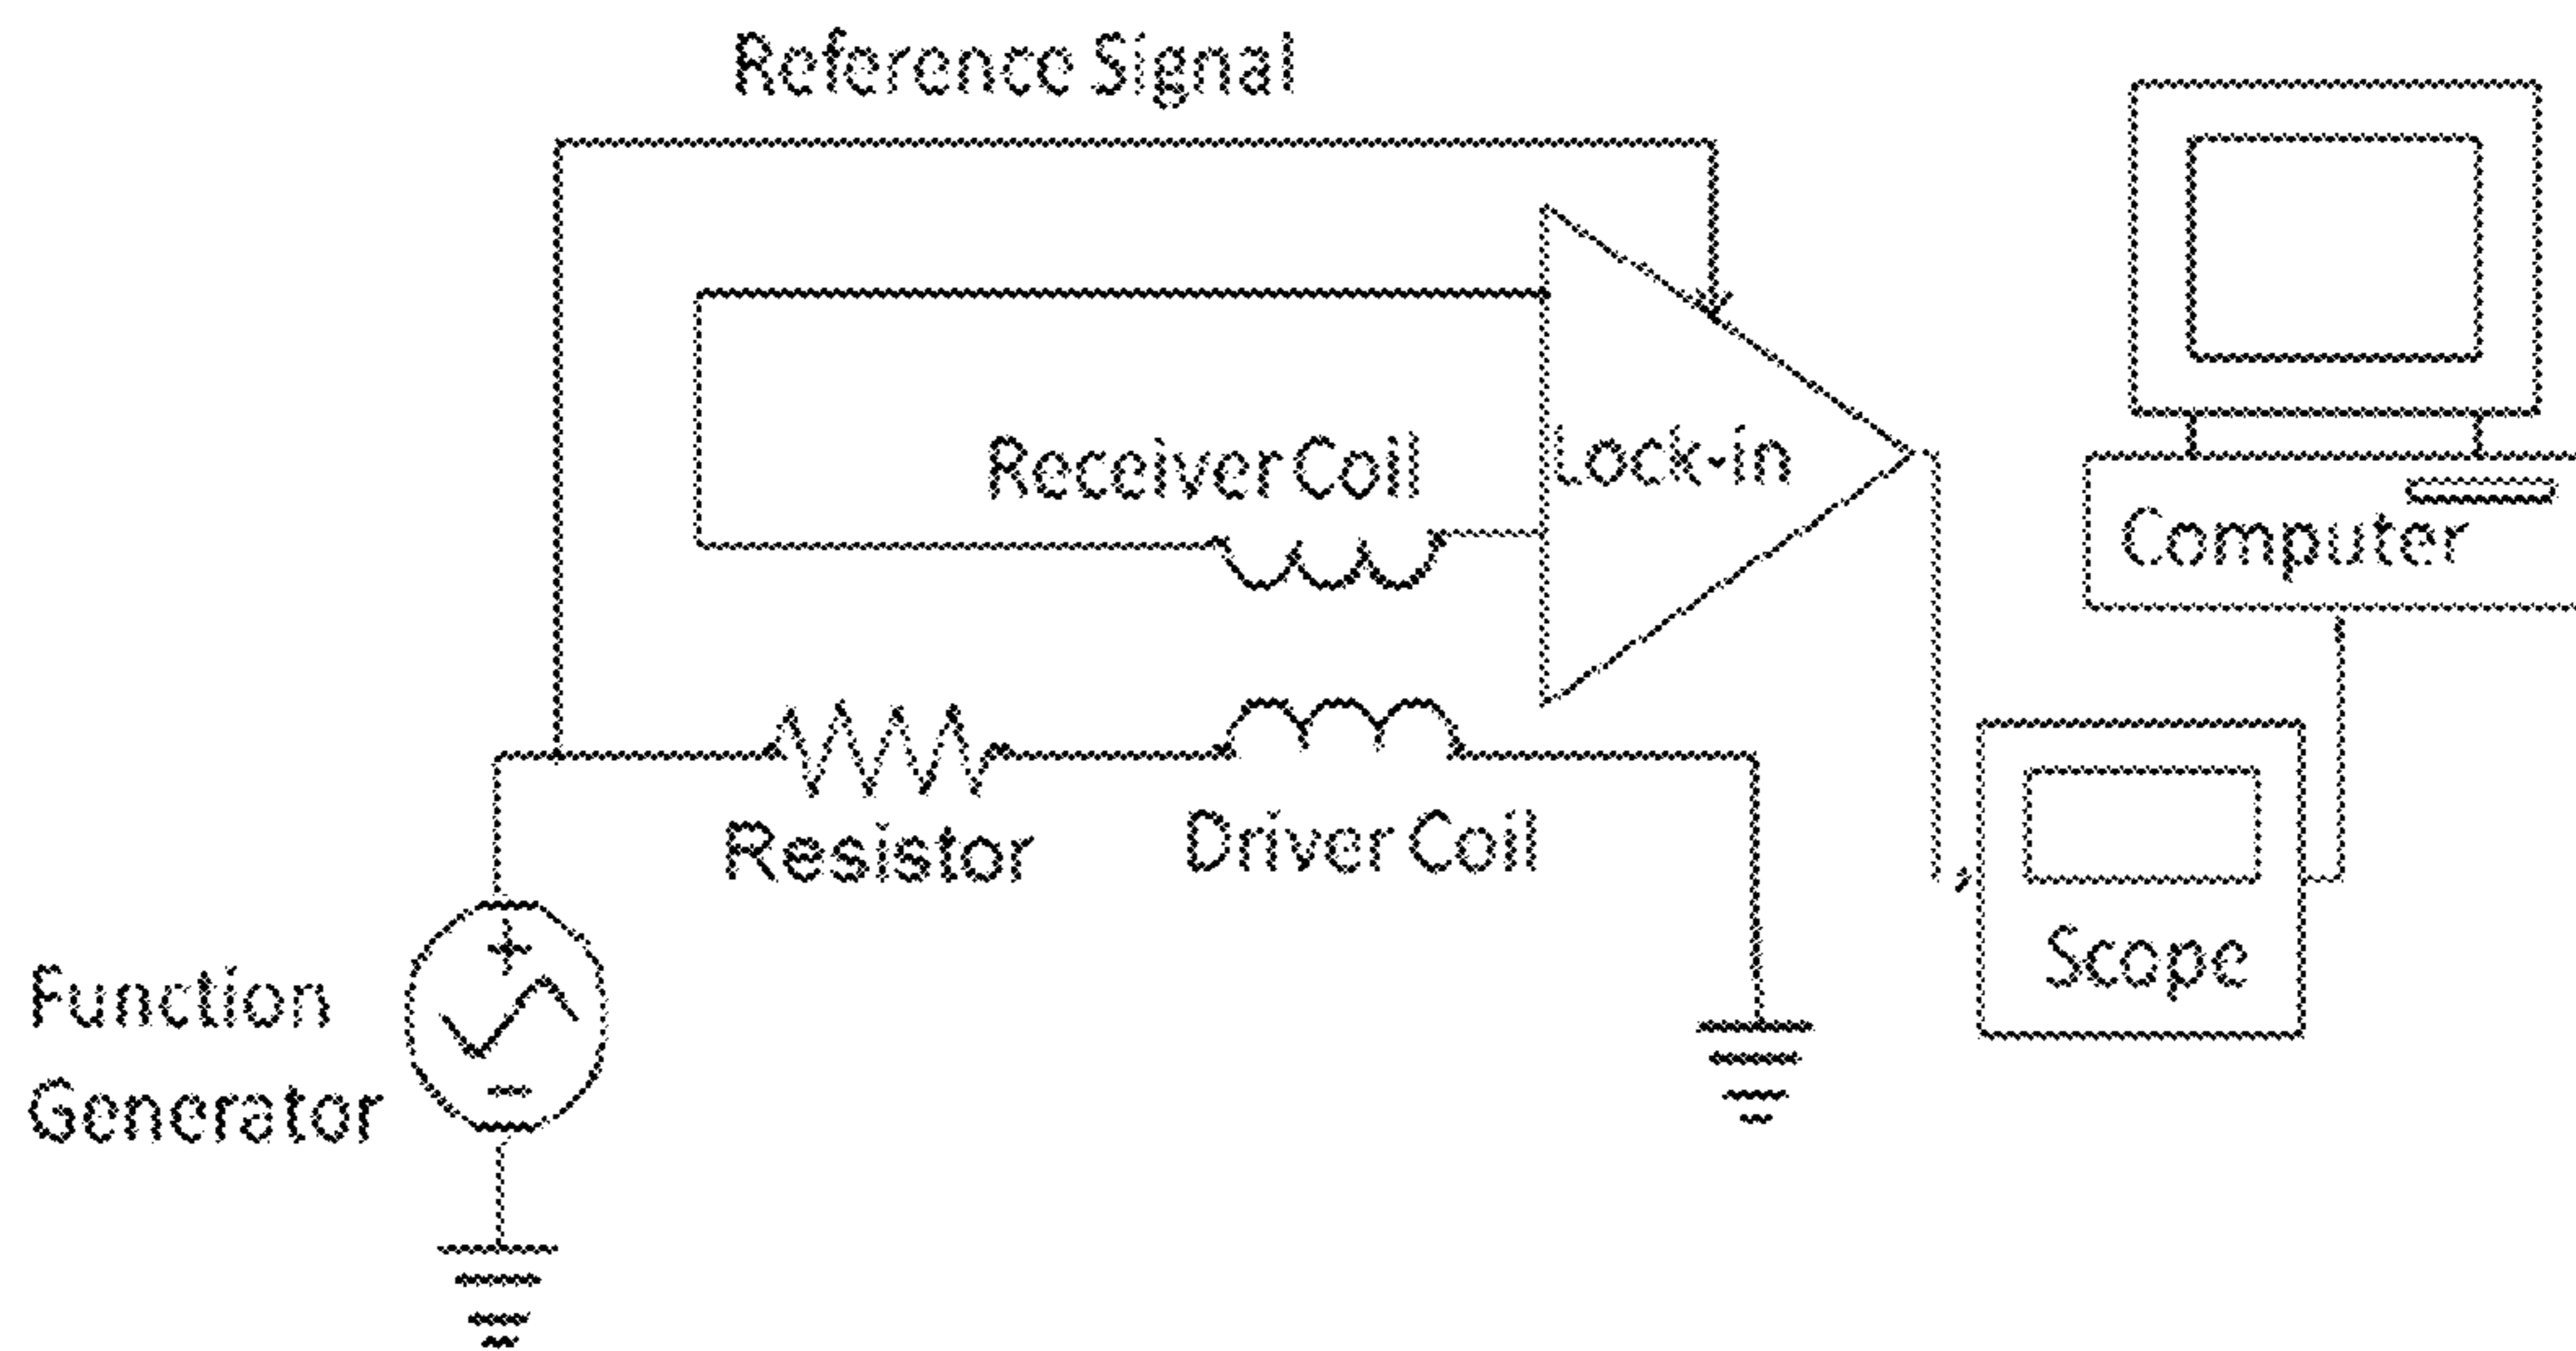 Reference Signal
Receiver Coil
Lock-in
Computer
Resistor
Driver Coil
Scope
Function
Generator